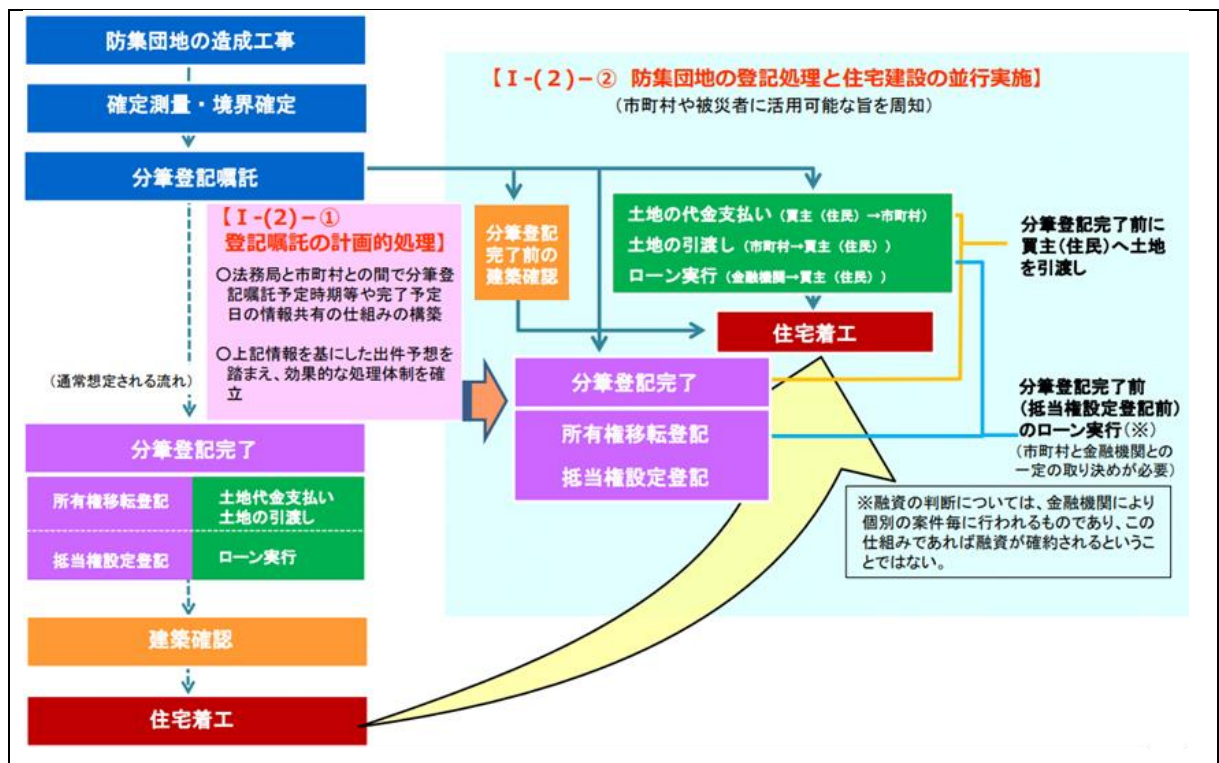 防集団地の造成工事
確定測量・境界確定
分筆登記嘱託
(通常想定される流れ)
分筆登記完了
所有権移転登記
土地代金支払い
土地の引渡し
抵当権設定登記
ローン実行
建築確認
住宅着工
【Ⅰ-(2)-①
登記嘱託の計画的処理】
○法務局と市町村との間で分筆登
記嘱託予定時期等や完了予定
日の情報共有の仕組みの構築
○上記情報を基にした出件予想を
踏まえ、効果的な処理体制を確
立
【Ⅰ-(2)-② 防集団地の登記処理と住宅建設の並行実施】
(市町村や被災者に活用可能な旨を周知)
分筆登記
完了前の
建築確認
土地の代金支払い (買主(住民)→市町村)
土地の引渡し (市町村→買主(住民))
ローン実行 (金融機関→買主(住民))
住宅着工
分筆登記完了
所有権移転登記
抵当権設定登記
分筆登記完了前に
買主(住民)へ土地
を引渡し
分筆登記完了前
(抵当権設定登記前)
のローン実行(※)
(市町村と金融機関との
一定の取り決めが必要)
※融資の判断については、金融機関により
個別の案件毎に行われるものであり、この
仕組みであれば融資が確約されるというこ
とではない。